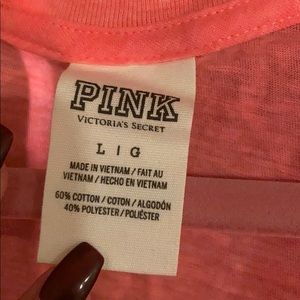 PINK
VICTORIA'S SECRET
L | G
MADE IN VIETNAM / FAIT AU
VIETNAM / HECHO EN VIETNAM
60% COTTON / COTON / ALGODÓN
40% POLYESTER / POLIÉSTER